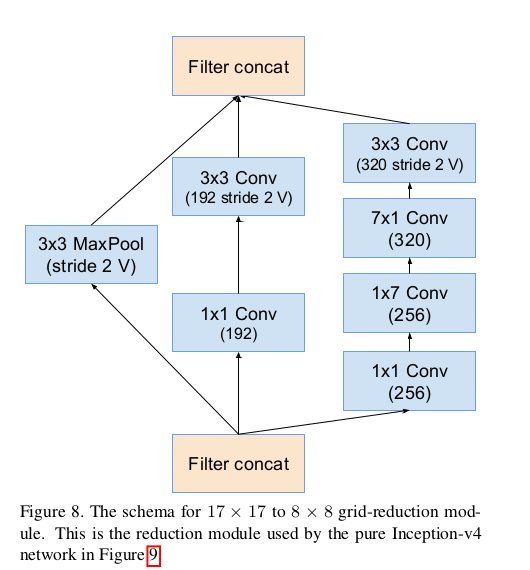 Filter concat
3x3 MaxPool
(stride 2 V)
3x3 Conv
(192 stride 2 V)
1x1 Conv
(192)
3x3 Conv
(320 stride 2 V)
7x1 Conv
(320)
1x7 Conv
(256)
1x1 Conv
(256)
Filter concat
Figure 8. The schema for 17 × 17 to 8 × 8 grid-reduction mod-
ule. This is the reduction module used by the pure Inception-v4
network in Figure 9